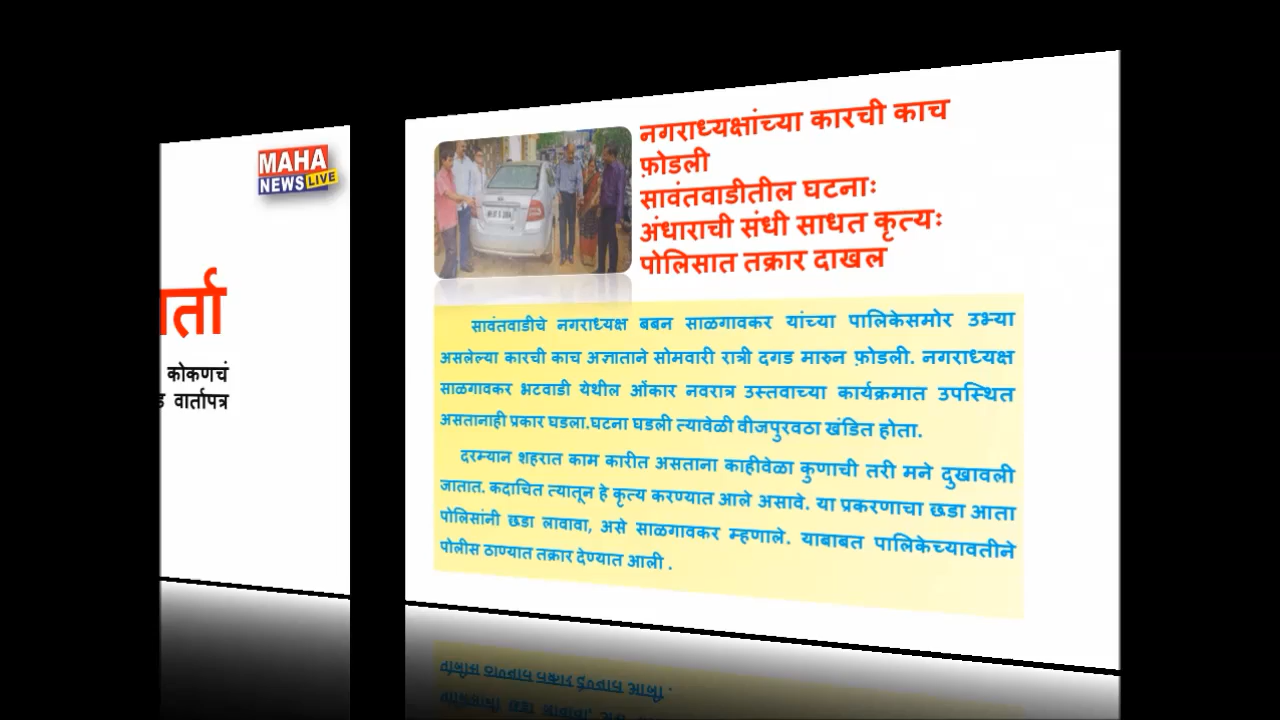 MAHA
NEWS LIVE
र्ता
कोकणचं
वार्तापत्र
नगराध्यक्षांच्या कारची काच
फ़ोडली
सावंतवाडीतील घटनाः
अंधाराची संधी साधत कृत्यः
पोलिसात तक्रार दाखल
सावंतवाडीचे नगराध्यक्ष बबन साळगावकर यांच्या पालिकेसमोर उभ्या
असलेल्या कारची काच अज्ञाताने सोमवारी रात्री दगड मारुन फ़ोडली. नगराध्यक्ष
साळगावकर भटवाडी येथील ओंकार नवरात्र उस्तवाच्या कार्यक्रमात उपस्थित
असतानाही प्रकार घडला.घटना घडली त्यावेळी वीजपुरवठा खंडित होता.
दरम्यान शहरात काम कारीत असताना काहीवेळा कुणाची तरी मने दुखावली
जातात. कदाचित त्यातून हे कृत्य करण्यात आले असावे. या प्रकरणाचा छडा आता
पोलिसांनी छडा लावावा, असे साळगावकर म्हणाले. याबाबत पालिकेच्यावतीने
पोलीस ठाण्यात तक्रार देण्यात आली .